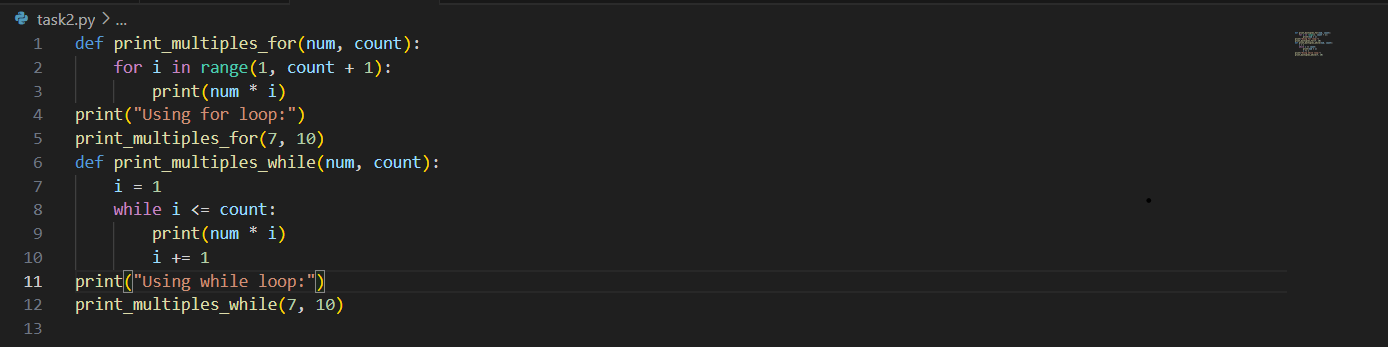 task2.py > ...
1 def print_multiples_for(num, count):
2     for i in range(1, count + 1):
3         print(num * i)
4 print("Using for loop:")
5 print_multiples_for(7, 10)
6 def print_multiples_while(num, count):
7     i = 1
8     while i <= count:
9         print(num * i)
10         i += 1
11 print("Using while loop:")
12 print_multiples_while(7, 10)
13